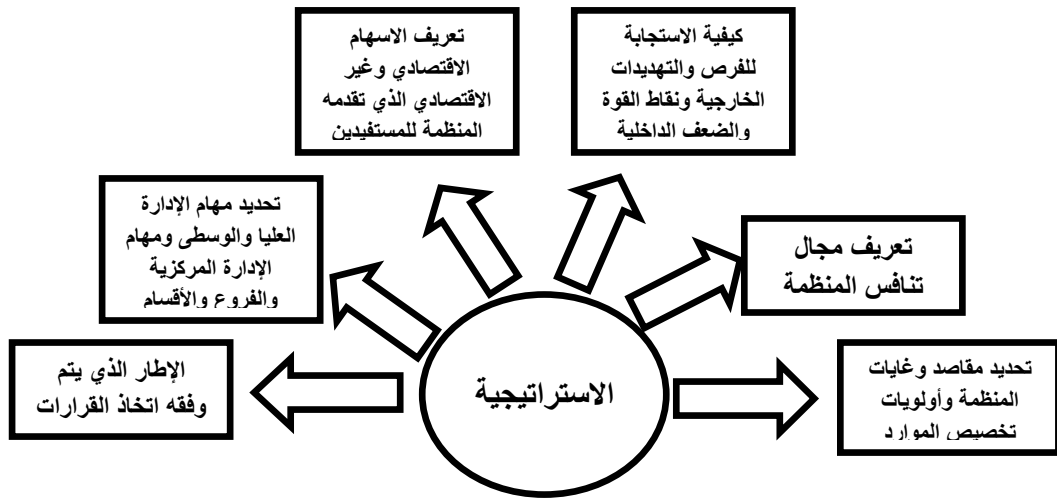 كيفية الاستجابة
للفرص والتهديدات
الخارجية ونقاط القوة
والضعف الداخلية
تعريف الاسهام
الاقتصادي وغير
الاقتصادي الذي تقدمه
المنظمة للمستفيدين
تعريف مجال
تنافس المنظمة
تحديد مهام الإدارة
العليا والوسطى ومهام
الإدارة المركزية
والفروع والأقسام
تحديد مقاصد وغايات
المنظمة وأولويات
تخصيص الموارد
الإطار الذي يتم
وفقه اتخاذ القرارات
الاستراتيجية